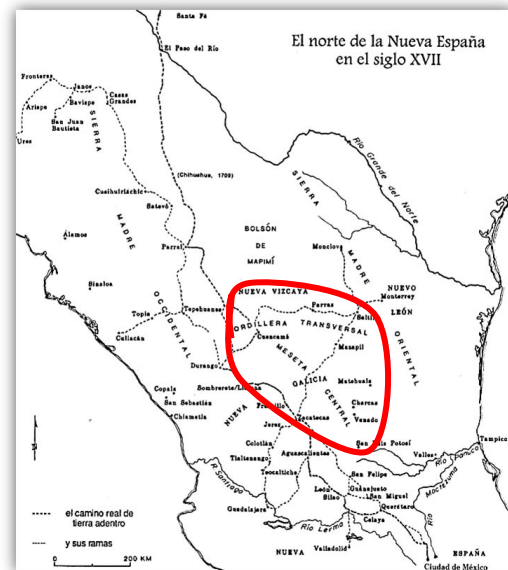 El norte de la Nueva España
en el siglo XVII
Santa Fé
El Paso del Río
Fronteras
Janos
Casas
Grandes
Bavispe
Arispe
San Juan
Bautista
Ures
SIERRA
MADRE
OCCIDENTAL
(Chihuahua, 1709)
Río Grande del Norte
SIERRA
MADRE
ORIENTAL
Cusihuiríachic
Satevó
BOLSÓN
DE
MAPIMÍ
Álamos
Parral
Monclova
NUEVO
LEÓN
Sinaloa
NUEVA VIZCAYA
Monterrey
Tepehuanes
Parras
Saltillo
Topia
CORDILLERA TRANSVERSAL
Cuencamé
Culiacán
MESETA
CENTRAL
Mazapil
Durango
GALICIA
Matehuala
Copala
Sombrerete/
San Sebastián
Charcas
Chiametla
NUEVA
Fresnillo
Zacatecas
Venado
Jerez
San Luis Potosí
Tampico
Colotlán
Valles
Río Pánuco
Aguascalientes
Tlaltenango
Moctezuma
Río
Teocaltiche
San Felipe
R. Santiago
León
Guanajuato
Silao
San Miguel
Querétaro
Guadalajara
Celaya
Río Lerma
NUEVA
Valladolid
ESPAÑA
Ciudad de México
N
el camino real de
tierra adentro
y sus ramas
0
200 KM